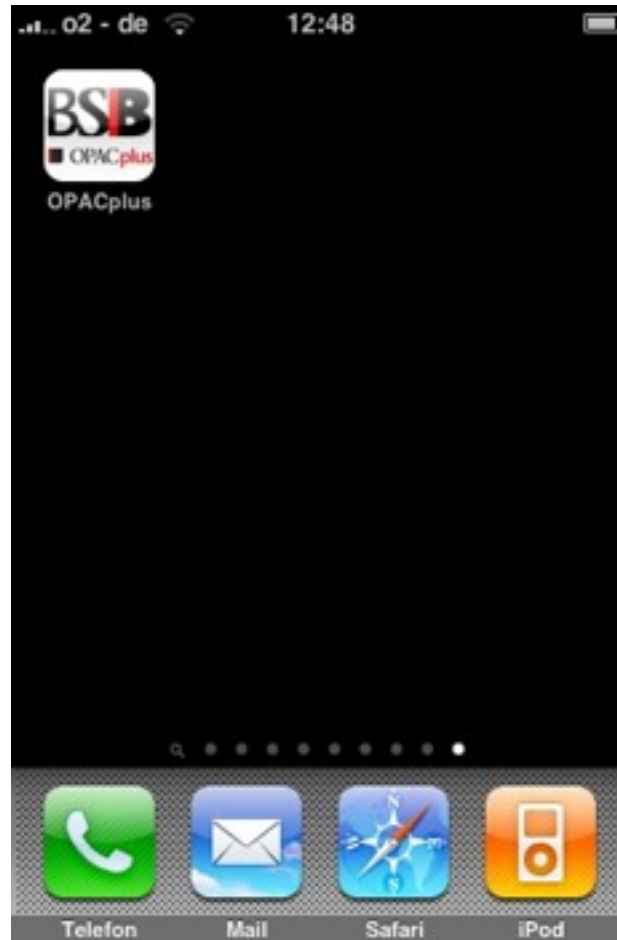 o2 - de 12:48
BSB
OPACplus
OPACplus
Telefon Mail Safari iPod